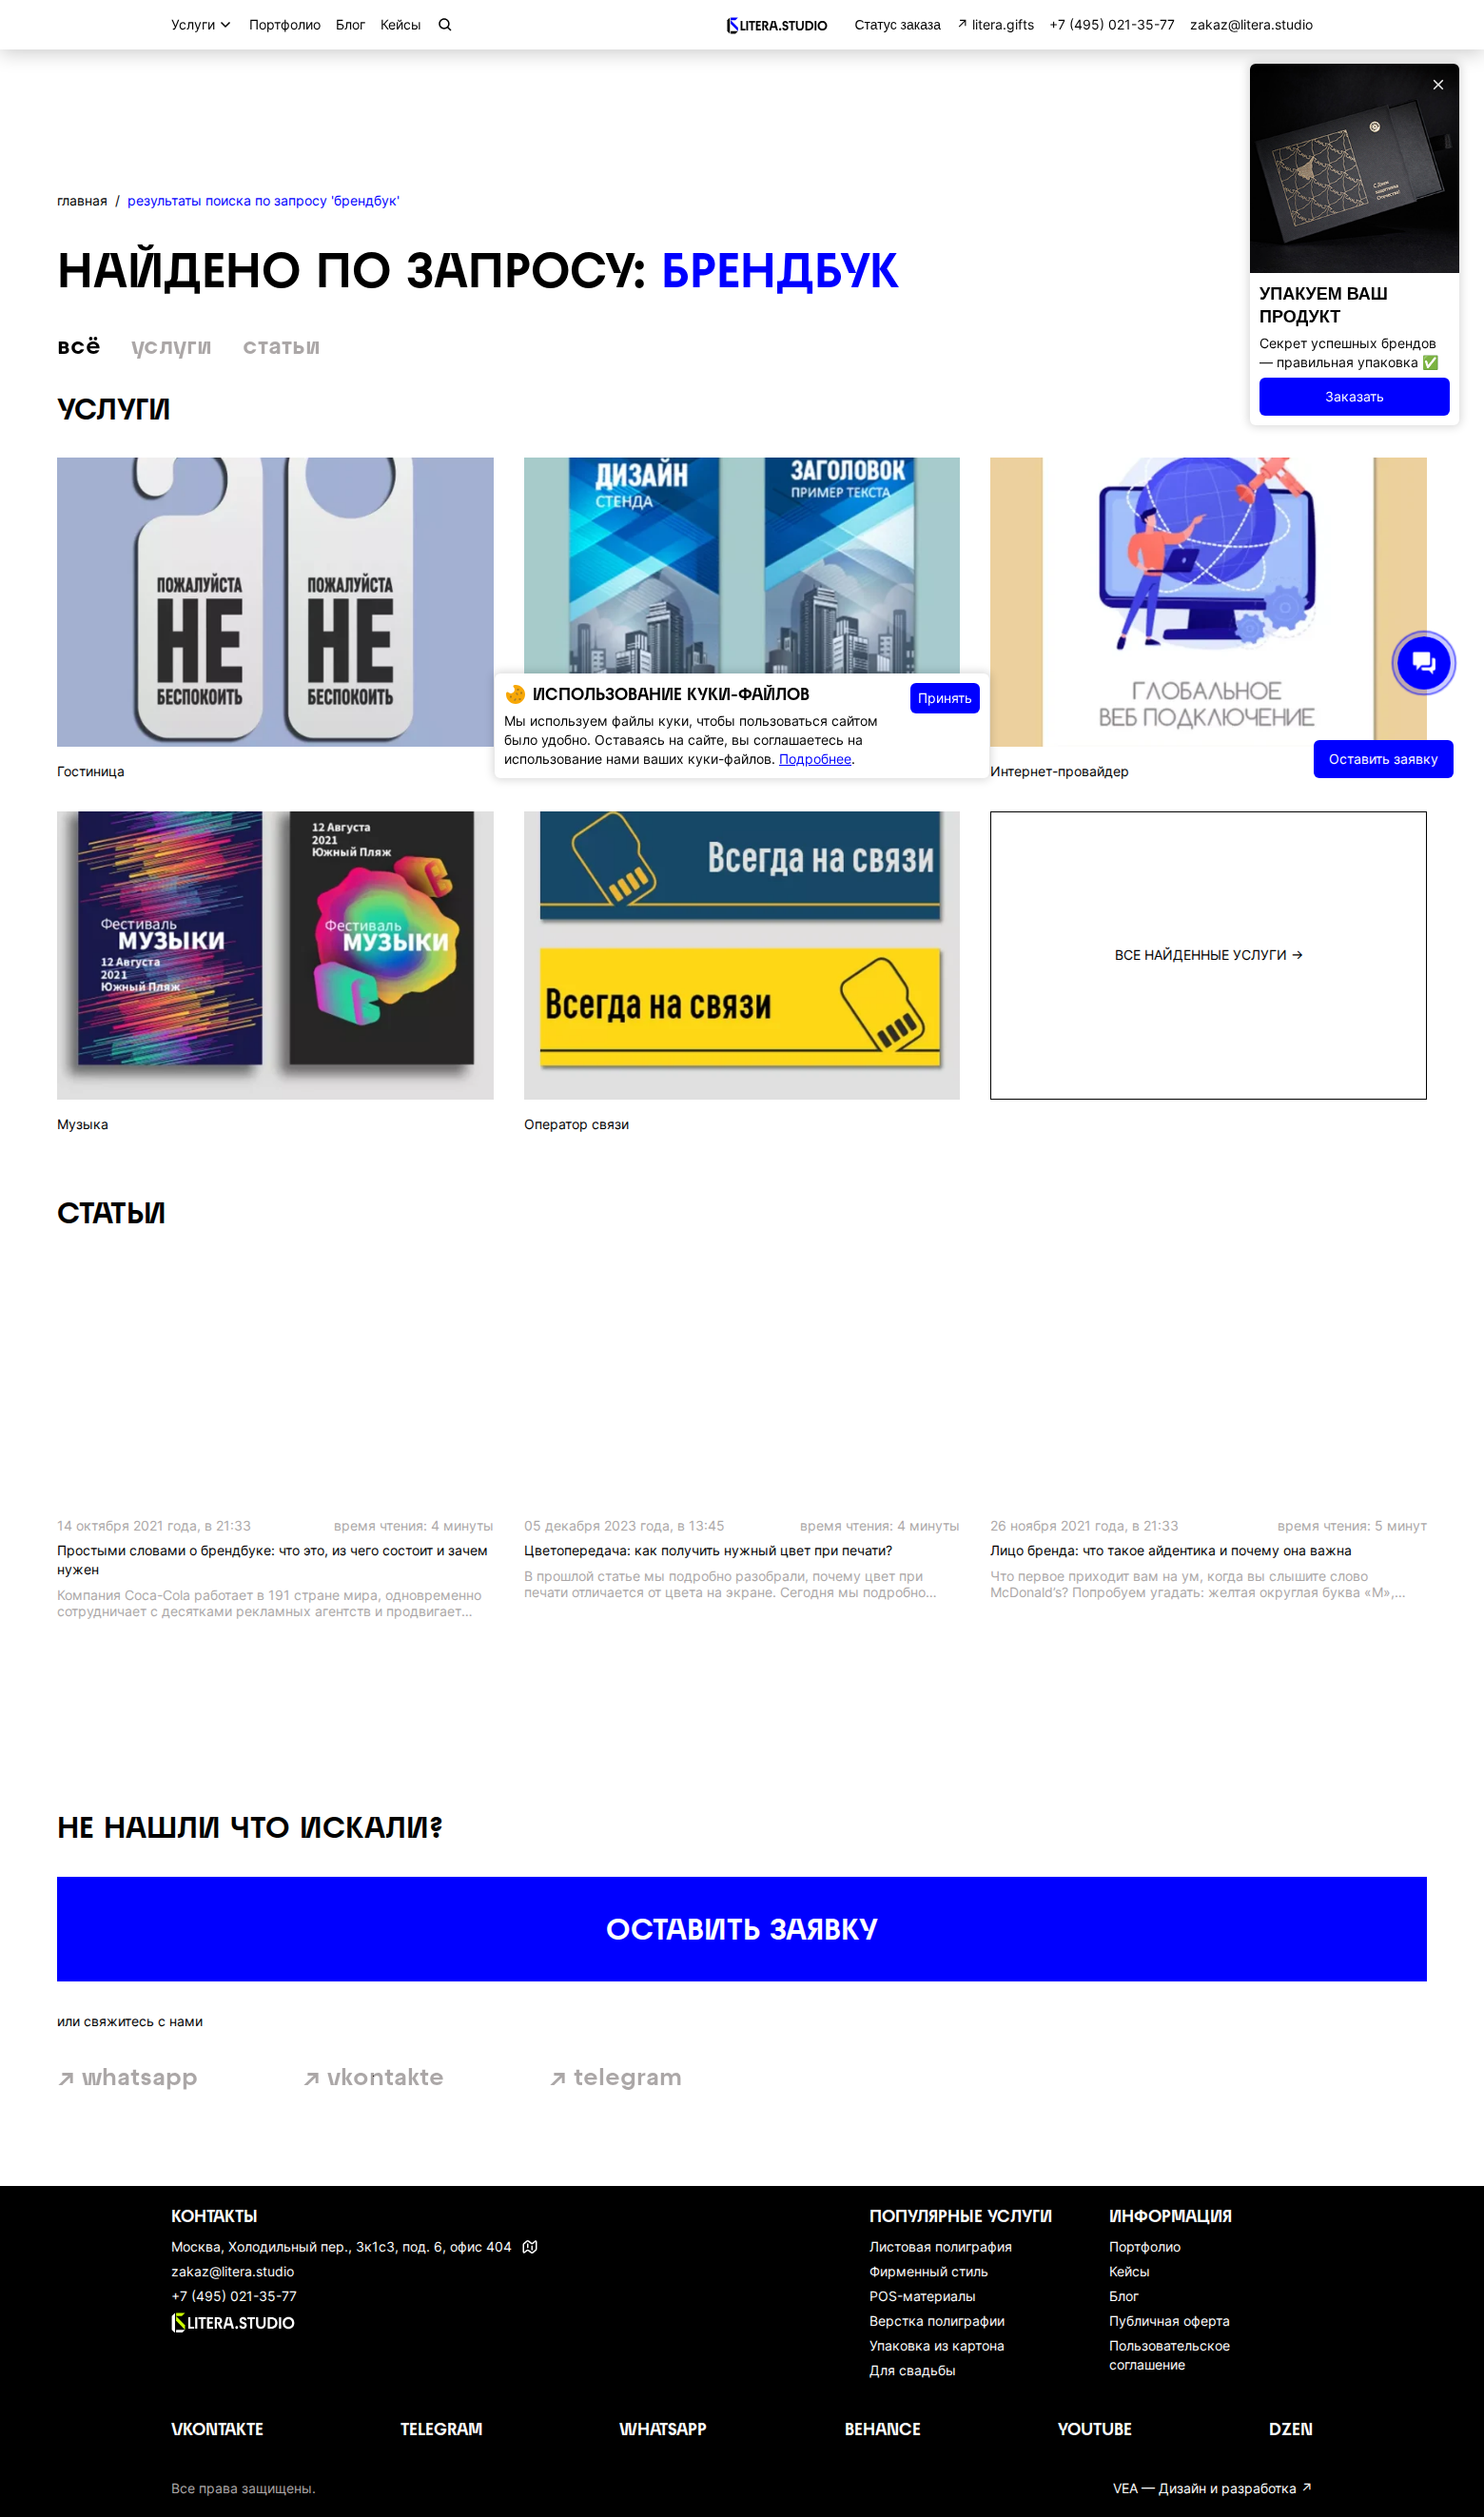 Услуги Портфолио Блог Кейсы LITERA.STUDIO Статус заказа ↗ litera.gifts +7 (495) 021-35-77 zakaz@litera.studio
главная / результаты поиска по запросу 'брендбук'
НАЙДЕНО ПО ЗАПРОСУ: БРЕНДБУК
всё услуги статьи
УПАКУЕМ ВАШ
ПРОДУКТ
Секрет успешных брендов
— правильная упаковка ✅
Заказать
УСЛУГИ
ПОЖАЛУЙСТА
НЕ
БЕСПОКОИТЬ
ПОЖАЛУЙСТА
НЕ
БЕСПОКОИТЬ
ДИЗАЙН
СТЕНДА
ЗАГОЛОВОК
ПРИМЕР ТЕКСТА
ГЛОБАЛЬНОЕ
ВЕБ ПОДКЛЮЧЕНИЕ
ИСПОЛЬЗОВАНИЕ КУКИ-ФАЙЛОВ
Принять
Мы используем файлы куки, чтобы пользоваться сайтом
было удобно. Оставаясь на сайте, вы соглашаетесь на
использование нами ваших куки-файлов. Подробнее.
Оставить заявку
Гостиница
Интернет-провайдер
Фестиваль
МУЗЫКИ
12 Августа
2021
Южный Пляж
12 Августа
2021
Южный Пляж
Фестиваль
МУЗЫКИ
Всегда на связи
Всегда на связи
ВСЕ НАЙДЕННЫЕ УСЛУГИ →
Музыка
Оператор связи
СТАТЬИ
14 октября 2021 года, в 21:33 время чтения: 4 минуты
Простыми словами о брендбуке: что это, из чего состоит и зачем
нужен
Компания Coca-Cola работает в 191 стране мира, одновременно
сотрудничает с десятками рекламных агентств и продвигает...
05 декабря 2023 года, в 13:45 время чтения: 4 минуты
Цветопередача: как получить нужный цвет при печати?
В прошлой статье мы подробно разобрали, почему цвет при
печати отличается от цвета на экране. Сегодня мы подробно...
26 ноября 2021 года, в 21:33 время чтения: 5 минут
Лицо бренда: что такое айдентика и почему она важна
Что первое приходит вам на ум, когда вы слышите слово
McDonald's? Попробуем угадать: желтая округлая буква «М»,...
НЕ НАШЛИ ЧТО ИСКАЛИ?
ОСТАВИТЬ ЗАЯВКУ
или свяжитесь с нами
↗ whatsapp ↗ vkontakte ↗ telegram
КОНТАКТЫ
Москва, Холодильный пер., 3к1с3, под. 6, офис 404
zakaz@litera.studio
+7 (495) 021-35-77
LITERA.STUDIO
ПОПУЛЯРНЫЕ УСЛУГИ
Листовая полиграфия
Фирменный стиль
POS-материалы
Верстка полиграфии
Упаковка из картона
Для свадьбы
ИНФОРМАЦИЯ
Портфолио
Кейсы
Блог
Публичная оферта
Пользовательское
соглашение
VKONTAKTE TELEGRAM WHATSAPP BEHANCE YOUTUBE DZEN
Все права защищены.
VEA — Дизайн и разработка ↗